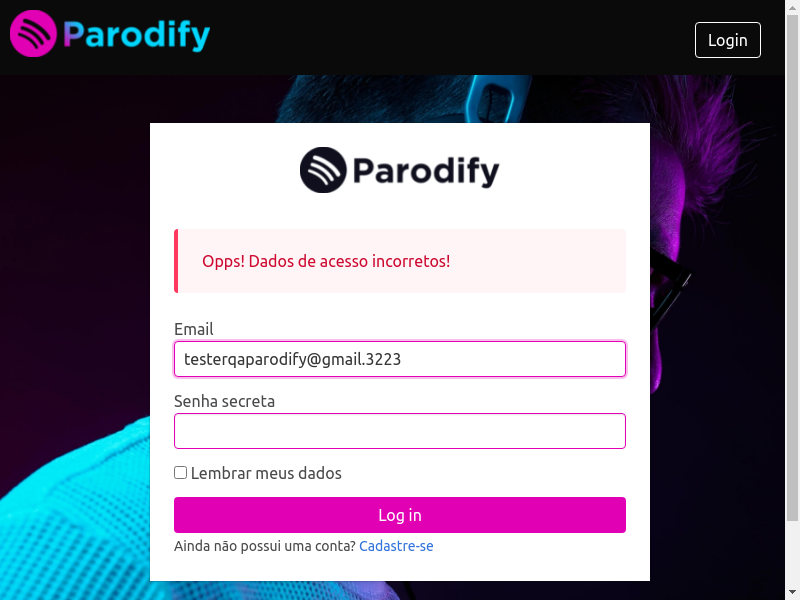 Parodify
Login
Parodify
Opps! Dados de acesso incorretos!
Email
testerqaparodify@gmail.3223
Senha secreta
Lembrar meus dados
Log in
Ainda não possui uma conta? Cadastre-se